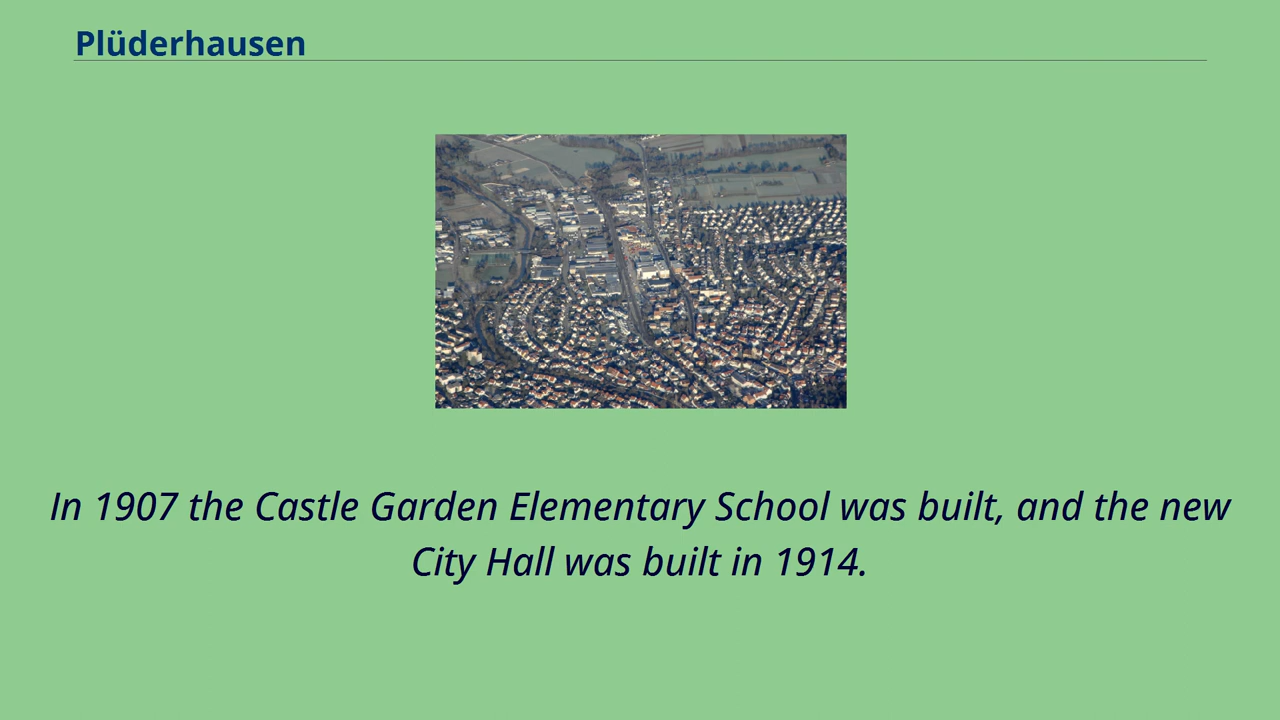 Plüderhausen
In 1907 the Castle Garden Elementary School was built, and the new
City Hall was built in 1914.